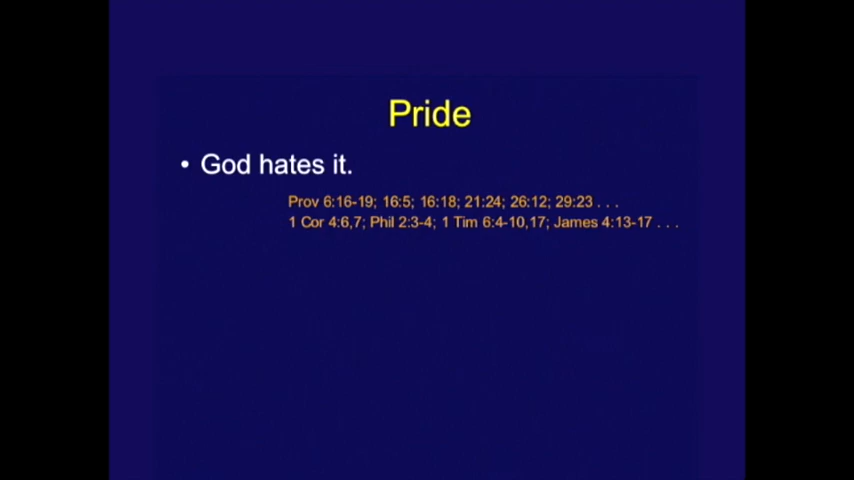 Pride
• God hates it.
Prov 6:16-19; 16:5; 16:18; 21:24; 26:12; 29:23 . . .
1 Cor 4:6,7; Phil 2:3-4; 1 Tim 6:4-10,17; James 4:13-17 . . .